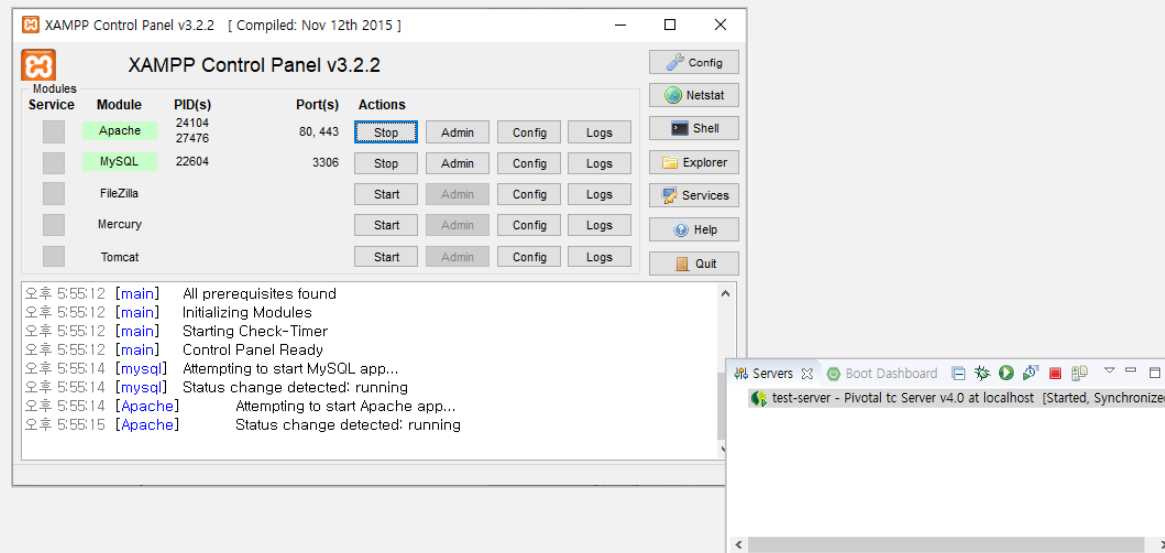 XAMPP Control Panel v3.2.2 [ Compiled: Nov 12th 2015 ]
XAMPP Control Panel v3.2.2
Config
Modules
Service Module PID(s) Port(s) Actions
Netstat
Apache 24104 27476 80, 443 Stop Admin Config Logs
Shell
MySQL 22604 3306 Stop Admin Config Logs
Explorer
FileZilla Start Admin Config Logs
Services
Mercury Start Admin Config Logs
Help
Tomcat Start Admin Config Logs
Quit
오후 5:55:12 [main] All prerequisites found
오후 5:55:12 [main] Initializing Modules
오후 5:55:12 [main] Starting Check-Timer
오후 5:55:12 [main] Control Panel Ready
오후 5:55:14 [mysql] Attempting to start MySQL app...
오후 5:55:14 [mysql] Status change detected: running
오후 5:55:14 [Apache] Attempting to start Apache app...
오후 5:55:15 [Apache] Status change detected: running
Servers Boot Dashboard
test-server - Pivotal tc Server v4.0 at localhost [Started, Synchronized